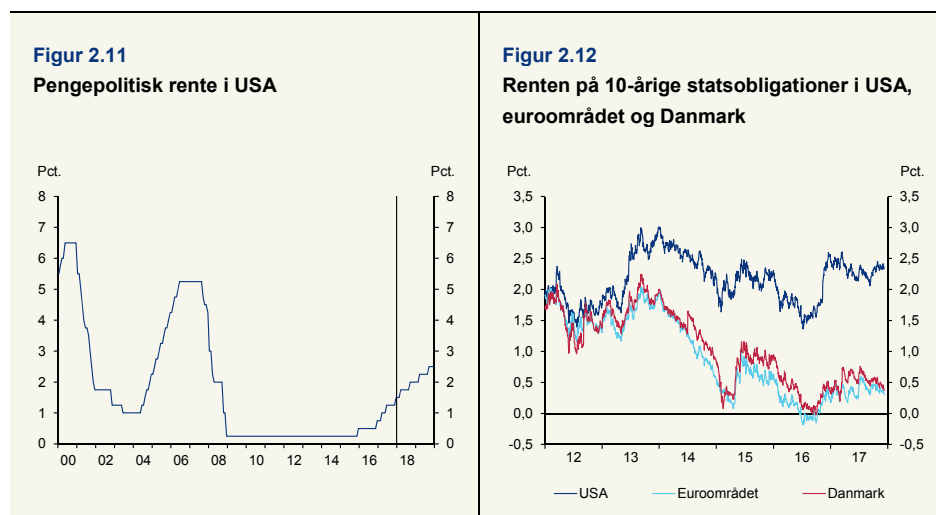 Figur 2.11
Pengepolitisk rente i USA
Pct. Pct.
8 8
7 7
6 6
5 5
4 4
3 3
2 2
1 1
0 0
00 02 04 06 08 10 12 14 16 18
Figur 2.12
Renten på 10-årige statsobligationer i USA,
euroområdet og Danmark
Pct. Pct.
3,5 3,5
3,0 3,0
2,5 2,5
2,0 2,0
1,5 1,5
1,0 1,0
0,5 0,5
0,0 0,0
-0,5 -0,5
12 13 14 15 16 17
USA Euroområdet Danmark